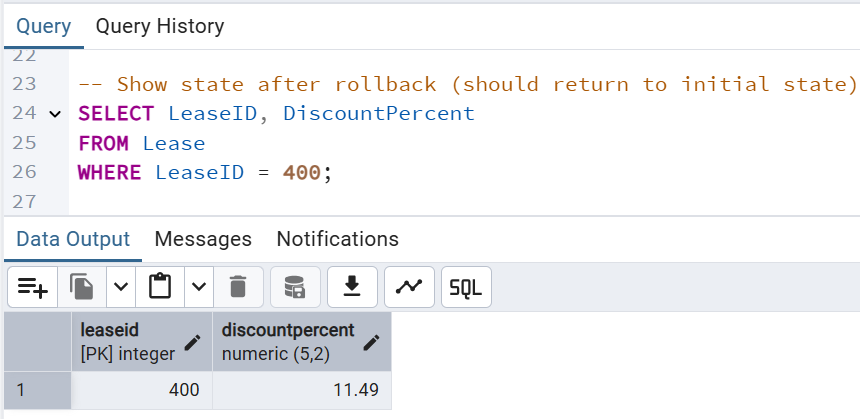 Query Query History
22
23 -- Show state after rollback (should return to initial state)
24 SELECT LeaseID, DiscountPercent
25 FROM Lease
26 WHERE LeaseID = 400;
27
Data Output Messages Notifications
SQL
leaseid discountpercent
[PK] integer numeric (5,2)
1 400 11.49